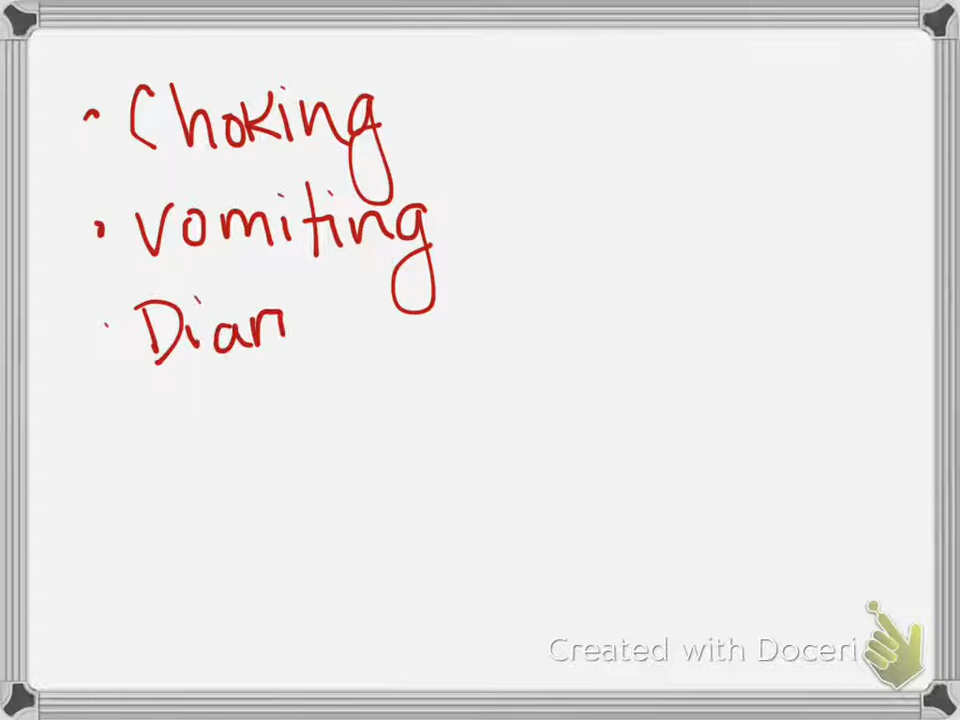 • Choking
• vomiting
• Diarr
Created with Doceri